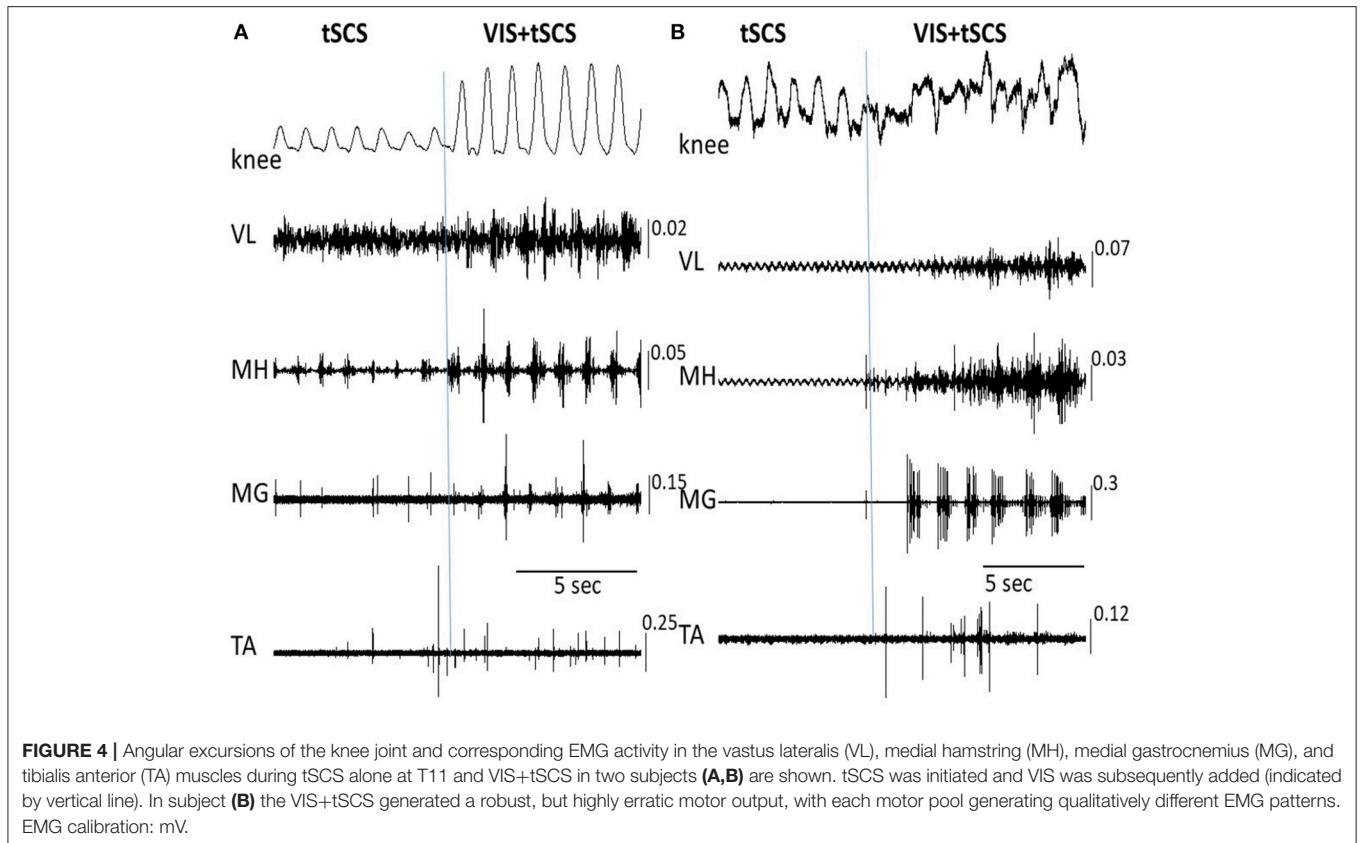 A
tSCS
VIS+tSCS
knee
VL
0.02
MH
0.05
MG
0.15
5 sec
TA
0.25
B
tSCS
VIS+tSCS
knee
VL
0.07
MH
0.03
MG
0.3
5 sec
TA
0.12
FIGURE 4 | Angular excursions of the knee joint and corresponding EMG activity in the vastus lateralis (VL), medial hamstring (MH), medial gastrocnemius (MG), and
tibialis anterior (TA) muscles during tSCS alone at T11 and VIS+tSCS in two subjects (A,B) are shown. tSCS was initiated and VIS was subsequently added (indicated
by vertical line). In subject (B) the VIS+tSCS generated a robust, but highly erratic motor output, with each motor pool generating qualitatively different EMG patterns.
EMG calibration: mV.